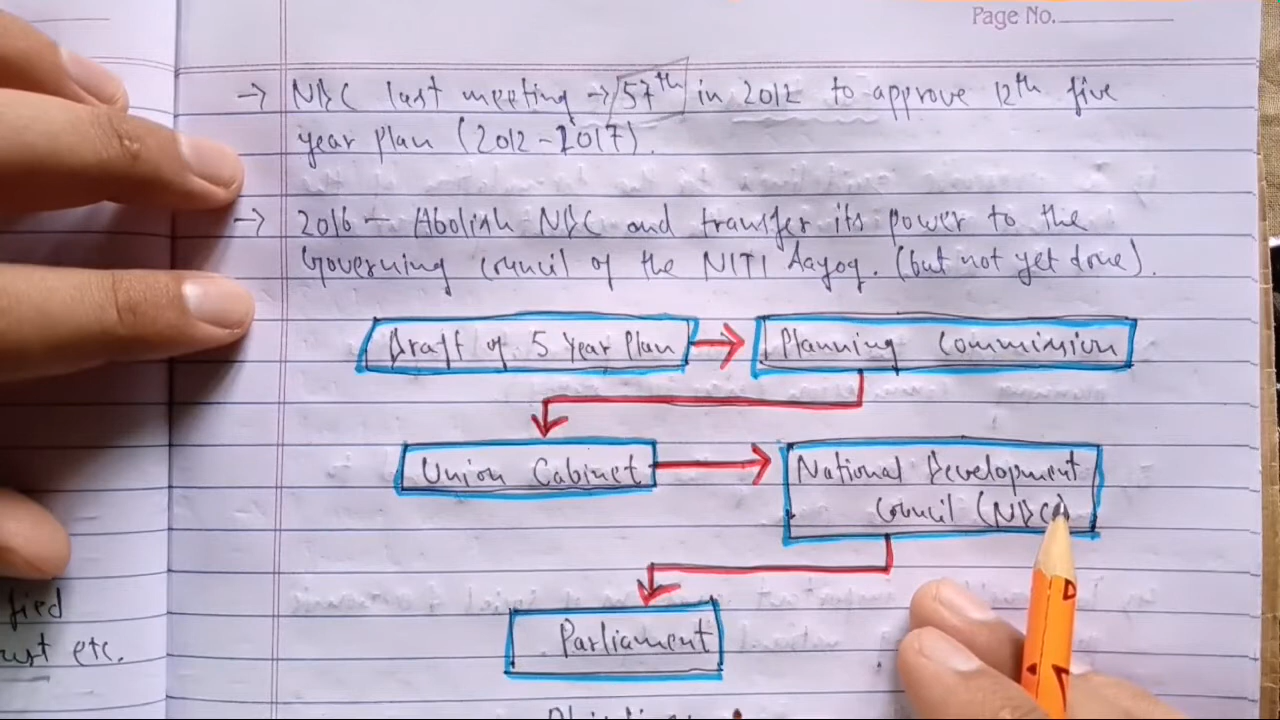 Page No.
→ NDC last meeting → 57th in 2012 to approve 12th five
year plan (2012-2017).
→ 2016 - Abolish NDC and transfer its power to the
Governing council of the NITI Aayog. (but not yet done).
Draft of 5 Year Plan
Planning Commission
Union Cabinet
National Development
Council (NDC)
Parliament
fied
ust etc.